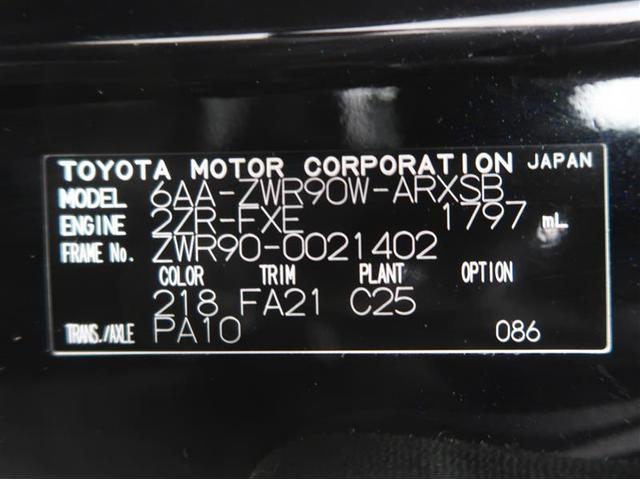 TOYOTA MOTOR CORPORATION JAPAN
MODEL 6AA-ZWR90W-ARXSB
ENGINE 2ZR-FXE 1797 mL
FRAME No. ZWR90-0021402
COLOR TRIM PLANT OPTION
218 FA21 C25
TRANS./AXLE PA10 086